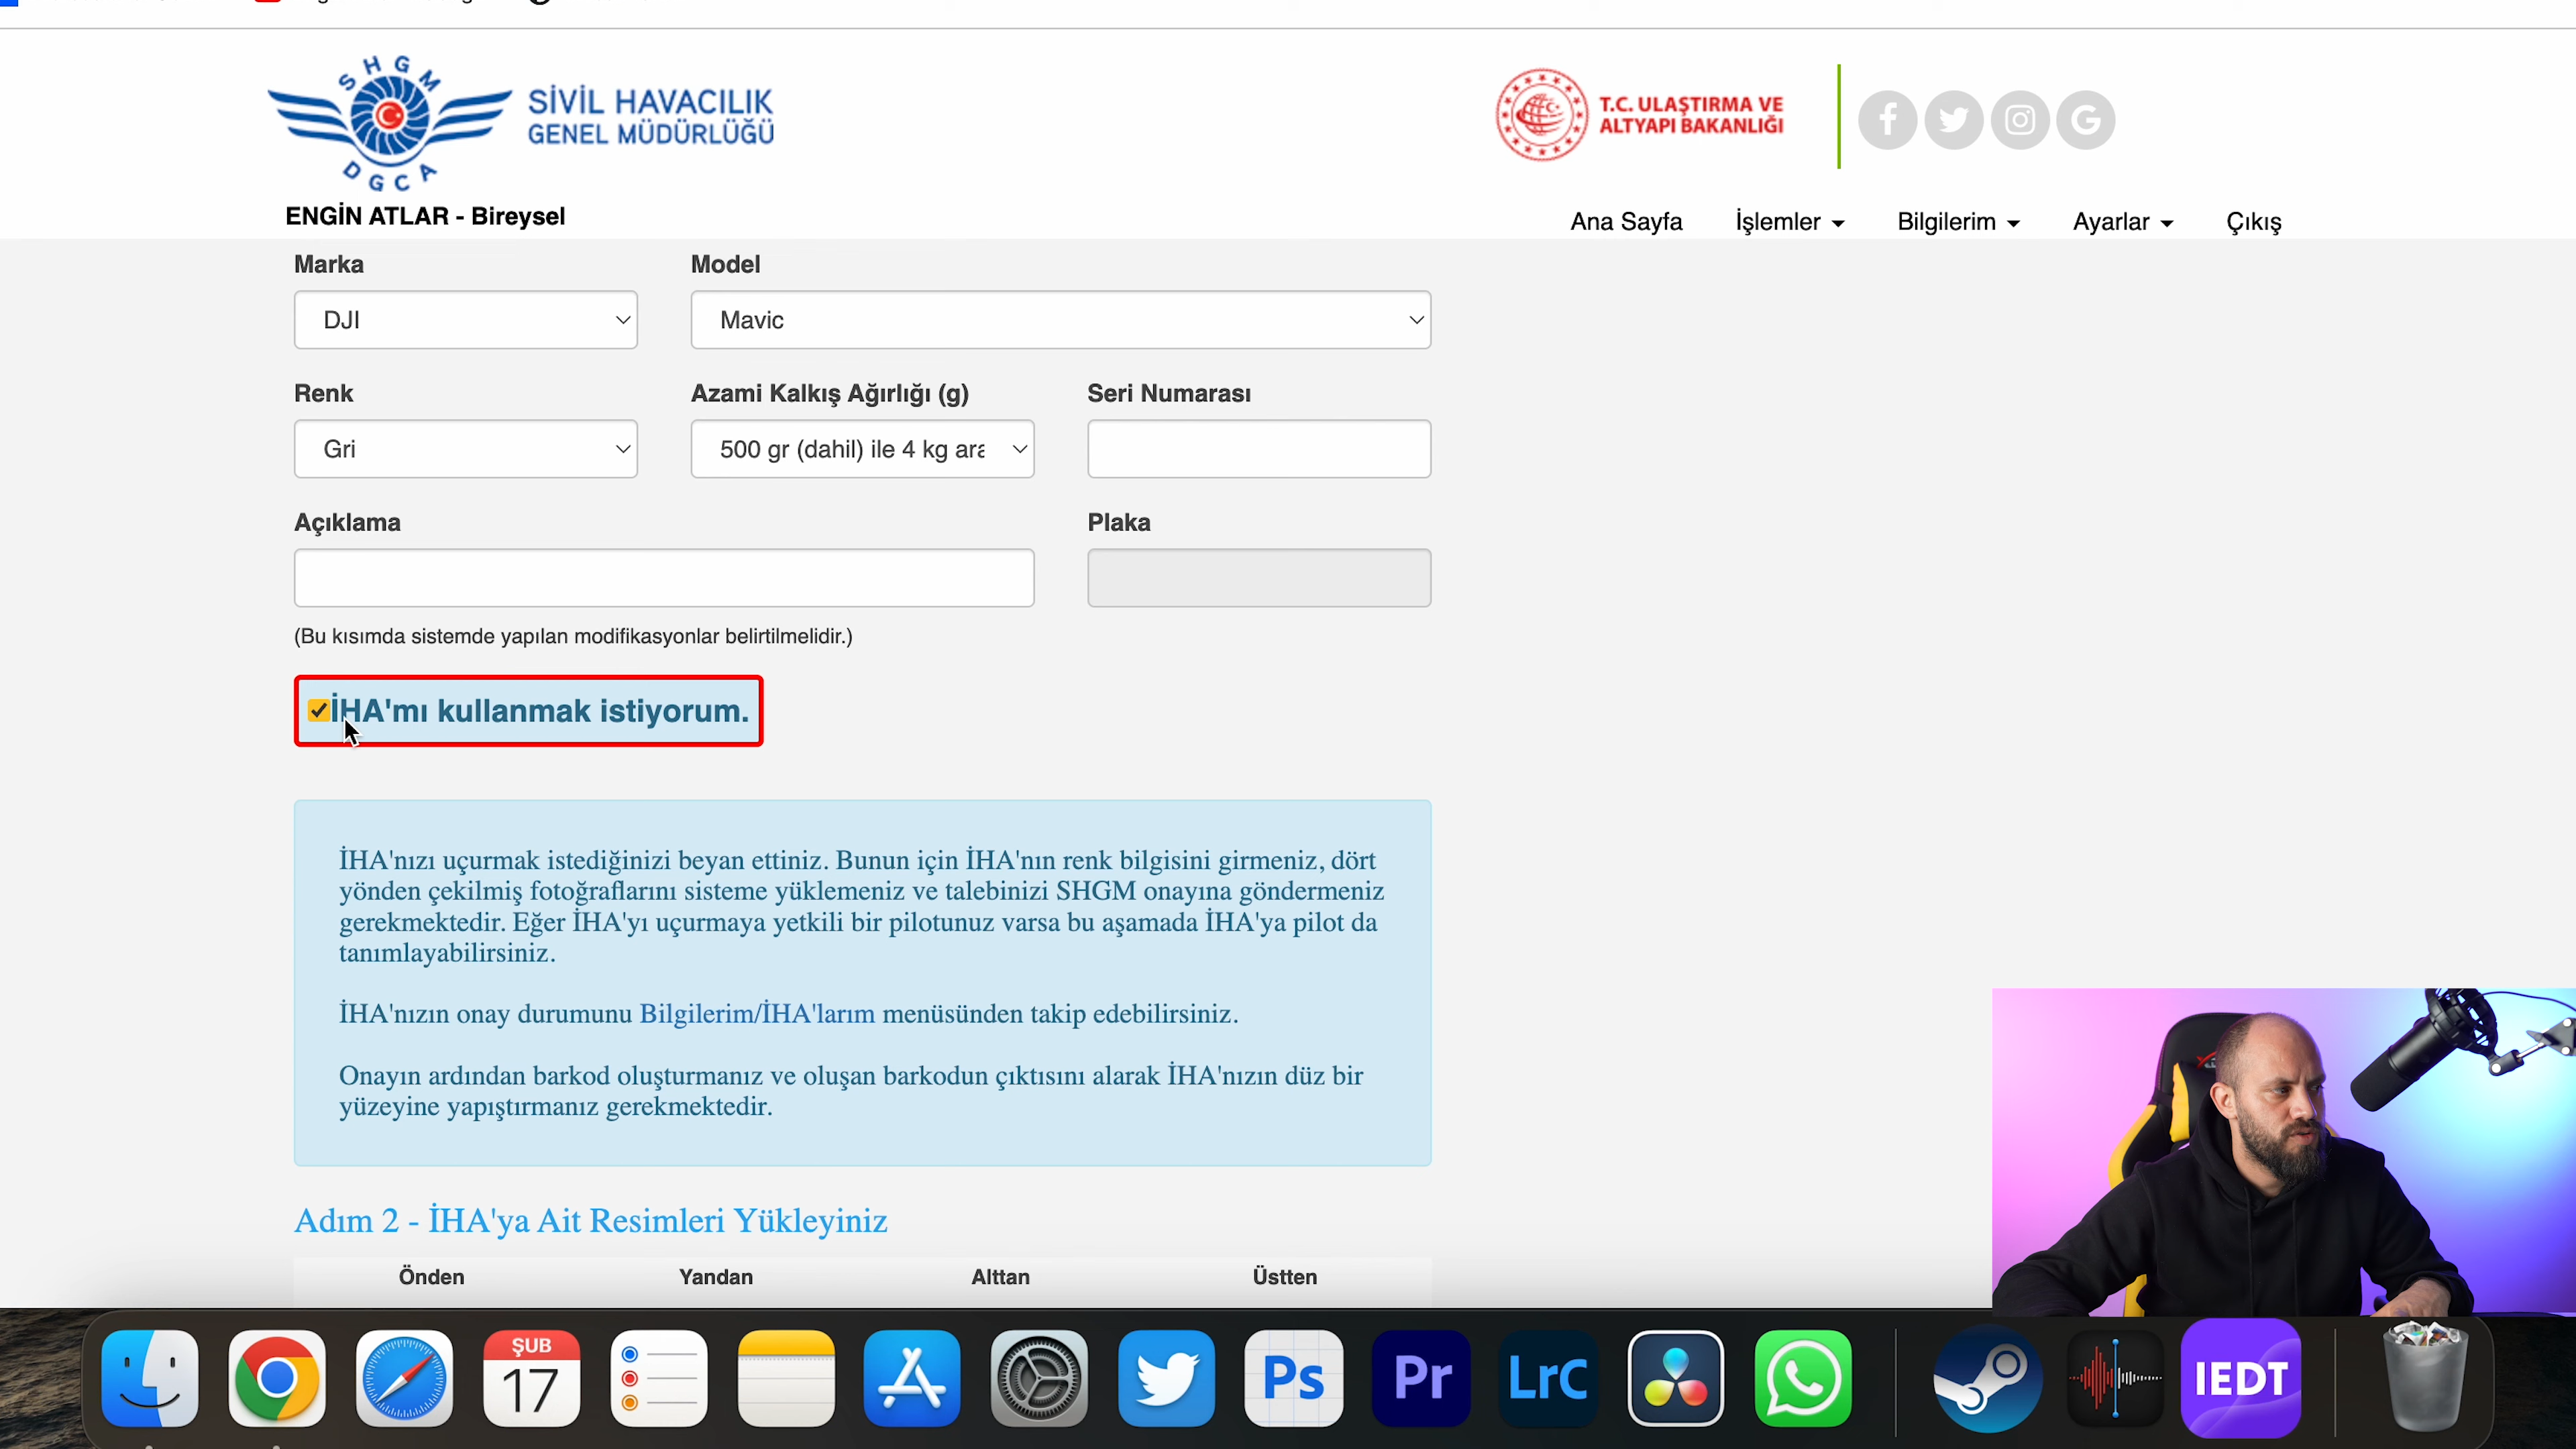 SHGM
DGCA
SİVİL HAVACILIK
GENEL MÜDÜRLÜĞÜ
T.C. ULAŞTIRMA VE
ALTYAPI BAKANLIĞI
ENGİN ATLAR - Bireysel
Ana Sayfa İşlemler Bilgilerim Ayarlar Çıkış
Marka Model
DJI Mavic
Renk Azami Kalkış Ağırlığı (g) Seri Numarası
Gri 500 gr (dahil) ile 4 kg ara
Açıklama Plaka
(Bu kısımda sistemde yapılan modifikasyonlar belirtilmelidir.)
İHA'mı kullanmak istiyorum.
İHA'nızı uçurmak istediğinizi beyan ettiniz. Bunun için İHA'nın renk bilgisini girmeniz, dört
yönden çekilmiş fotoğraflarını sisteme yüklemeniz ve talebinizi SHGM onayına göndermeniz
gerekmektedir. Eğer İHA'yı uçurmaya yetkili bir pilotunuz varsa bu aşamada İHA'ya pilot da
tanımlayabilirsiniz.
İHA'nızın onay durumunu Bilgilerim/İHA'larım menüsünden takip edebilirsiniz.
Onayın ardından barkod oluşturmanız ve oluşan barkodun çıktısını alarak İHA'nızın düz bir
yüzeyine yapıştırmanız gerekmektedir.
Adım 2 - İHA'ya Ait Resimleri Yükleyiniz
Önden Yandan Alttan Üstten
ŞUB
17
Ps
Pr
LrC
IEDT